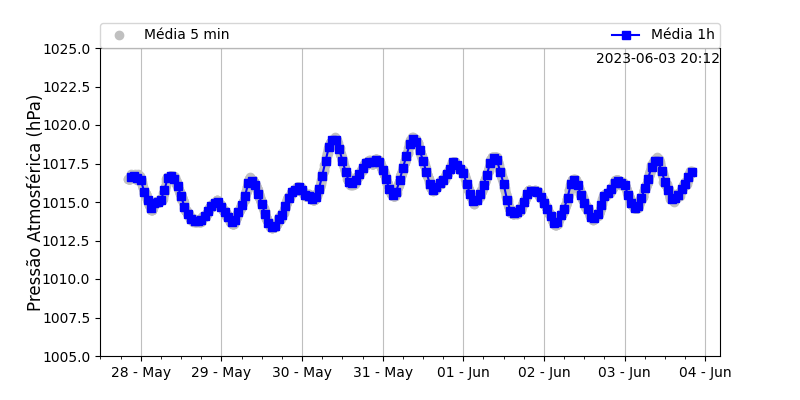 Média 5 min
Média 1h
2023-06-03 20:12
Pressão Atmosférica (hPa)
1025.0
1022.5
1020.0
1017.5
1015.0
1012.5
1010.0
1007.5
1005.0
28 - May
29 - May
30 - May
31 - May
01 - Jun
02 - Jun
03 - Jun
04 - Jun